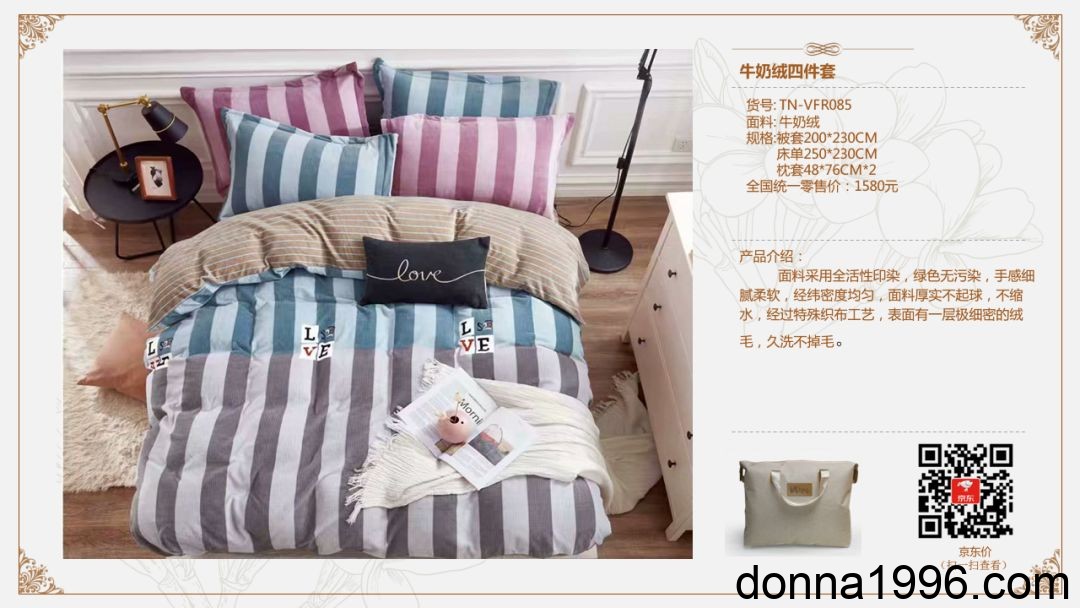 牛奶绒四件套
货号: TN-VFR085
面料: 牛奶绒
规格:被套200*230CM
床单250*230CM
枕套48*76CM*2
全国统一零售价：1580元
产品介绍：
面料采用全活性印染，绿色无污染，手感细
腻柔软，经纬密度均匀，面料厚实不起球，不缩
水，经过特殊织布工艺，表面有一层极细密的绒
毛，久洗不掉毛。
love
LOVE
LOVE
Morni
京东
京东价
（扫一扫查看）
donna1996.com